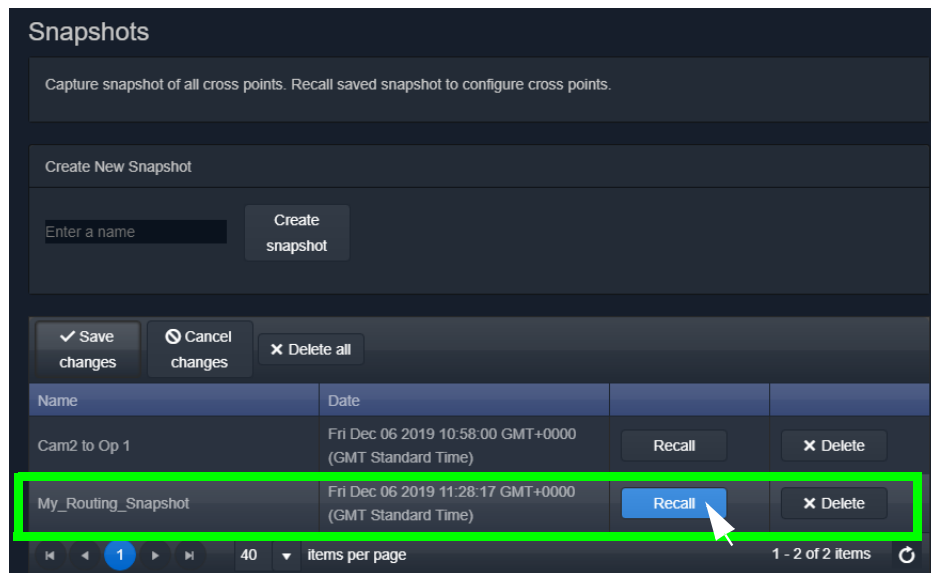 Snapshots
Capture snapshot of all cross points. Recall saved snapshot to configure cross points.
Create New Snapshot
Enter a name
Create
snapshot
Save
changes
Cancel
changes
Delete all
Name Date
Cam2 to Op 1
Fri Dec 06 2019 10:58:00 GMT+0000
(GMT Standard Time)
Recall
Delete
My_Routing_Snapshot
Fri Dec 06 2019 11:28:17 GMT+0000
(GMT Standard Time)
Recall
Delete
1 40 items per page 1 - 2 of 2 items